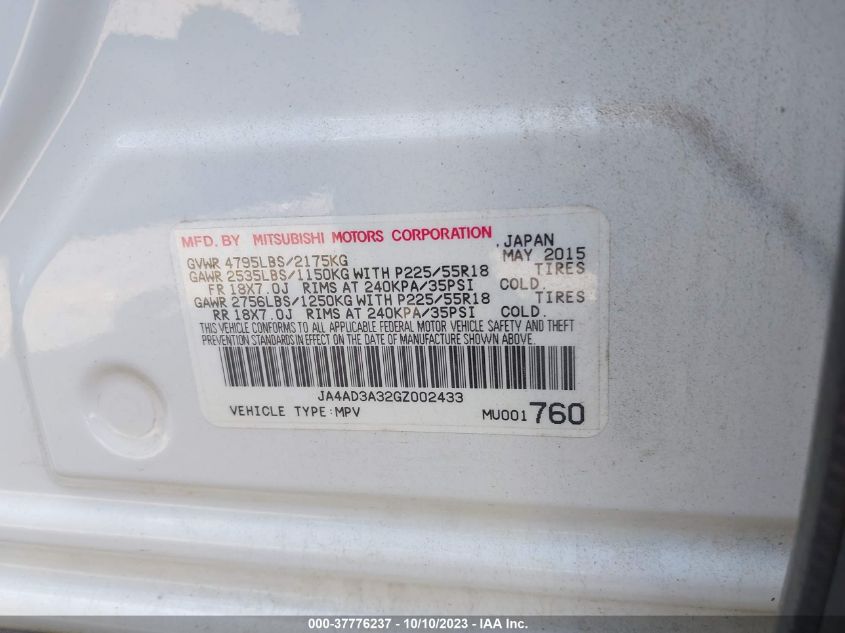 MFD. BY MITSUBISHI MOTORS CORPORATION , JAPAN
GVWR 4795LBS/2175KG MAY 2015
GAWR 2535LBS/1150KG WITH P225/55R18 TIRES
FR 18X7.0J RIMS AT 240KPA/35PSI COLD.
GAWR 2756LBS/1250KG WITH P225/55R18 TIRES
RR 18X7.0J RIMS AT 240KPA/35PSI COLD.
THIS VEHICLE CONFORMS TO ALL APPLICABLE FEDERAL MOTOR VEHICLE SAFETY AND THEFT
PREVENTION STANDARDS IN EFFECT ON THE DATE OF MANUFACTURE SHOWN ABOVE.
JA4AD3A32GZ002433
VEHICLE TYPE:MPV MU001760
000-37776237 - 10/10/2023 - IAA Inc.